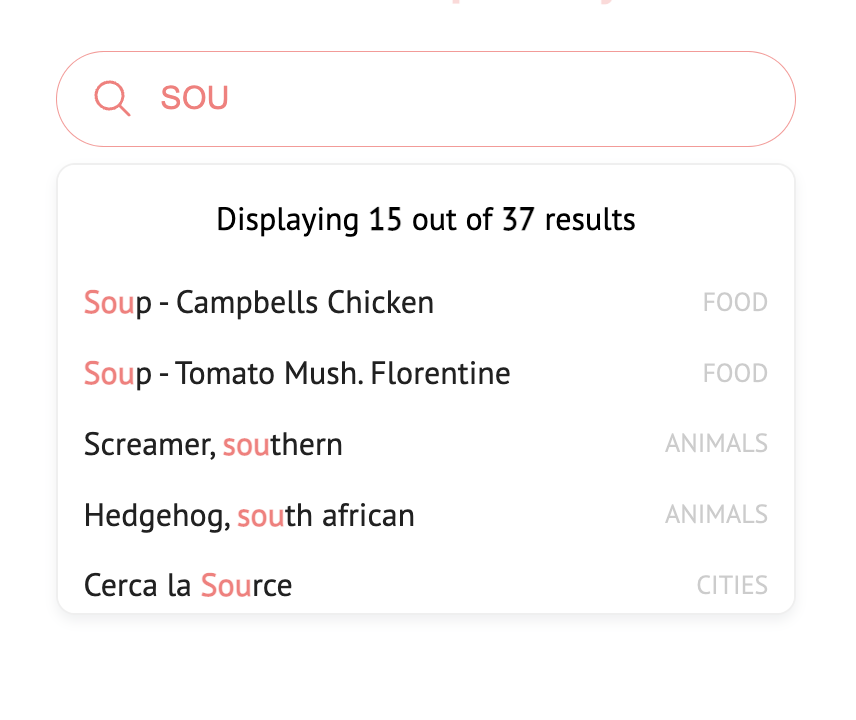 SOU
Displaying 15 out of 37 results
Soup - Campbells Chicken FOOD
Soup - Tomato Mush. Florentine FOOD
Screamer, southern ANIMALS
Hedgehog, south african ANIMALS
Cerca la Source CITIES